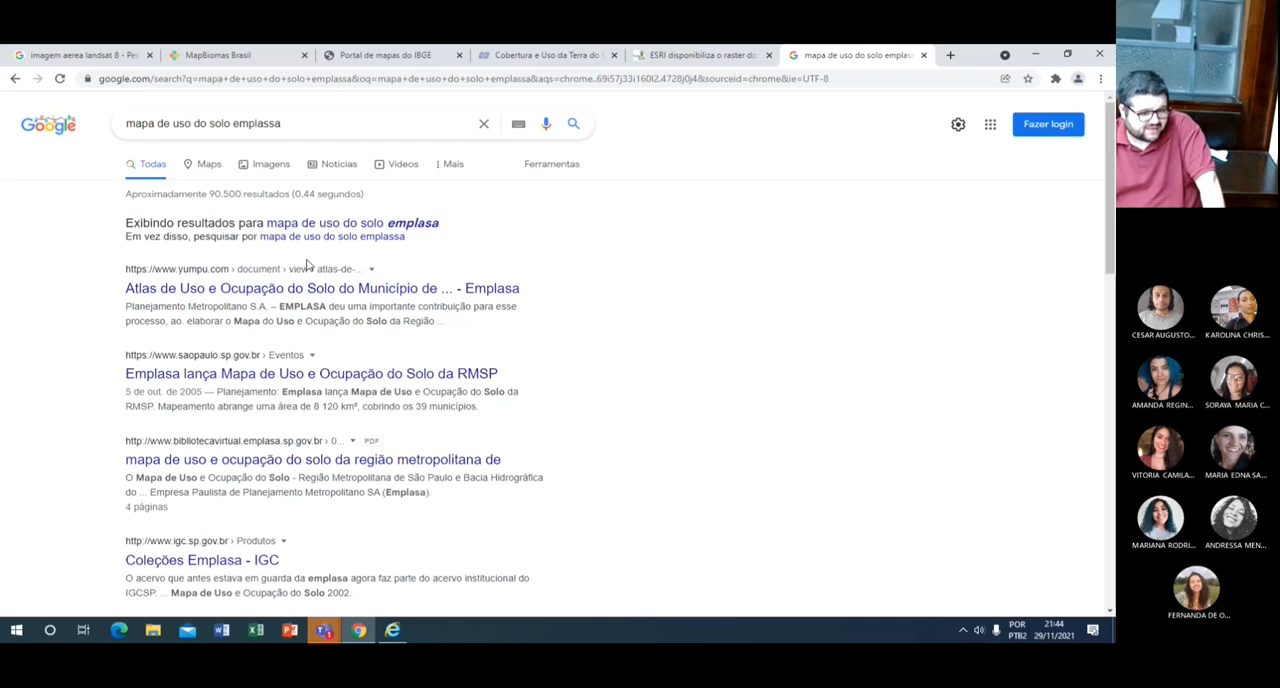 imagem aerea landsat 8 - Pes
MapBiomas Brasil
Portal de mapas do IBGE
Cobertura e Uso da Terra do
ESRI disponibiliza o raster do
mapa de uso do solo emplas
google.com/search?q=mapa+de+uso+do+solo+emplassa&oq=mapa+de+uso+do+solo+emplassa&aqs=chrome..69i57j33i160l2.4728j0j4&sourceid=chrome&ie=UTF-8
Google
mapa de uso do solo emplassa
Fazer login
Todas
Maps
Imagens
Notícias
Vídeos
Mais
Ferramentas
Aproximadamente 90.500 resultados (0,44 segundos)
Exibindo resultados para mapa de uso do solo emplasa
Em vez disso, pesquisar por mapa de uso do solo emplassa
https://www.yumpu.com › document › view › atlas-de-...
Atlas de Uso e Ocupação do Solo do Município de ... - Emplasa
Planejamento Metropolitano S.A. – EMPLASA deu uma importante contribuição para esse
processo, ao. elaborar o Mapa do Uso e Ocupação do Solo da Região ...
https://www.saopaulo.sp.gov.br › Eventos
Emplasa lança Mapa de Uso e Ocupação do Solo da RMSP
5 de out. de 2005 — Planejamento: Emplasa lança Mapa de Uso e Ocupação do Solo da
RMSP. Mapeamento abrange uma área de 8 120 km², cobrindo os 39 municípios.
http://www.bibliotecavirtual.emplasa.sp.gov.br › 0... PDF
mapa de uso e ocupação do solo da região metropolitana de
O Mapa de Uso e Ocupação do Solo - Região Metropolitana de São Paulo e Bacia Hidrográfica
do ... Empresa Paulista de Planejamento Metropolitano SA (Emplasa).
4 páginas
http://www.igc.sp.gov.br › Produtos
Coleções Emplasa - IGC
O acervo que antes estava em guarda da emplasa agora faz parte do acervo institucional do
IGCSP. ... Mapa de Uso e Ocupação do Solo 2002.
POR
PTB2
21:44
29/11/2021
CESAR AUGUSTO...
KAROLINA CHRIS...
AMANDA REGIN...
SORAYA MARIA C...
VITORIA CAMILA...
MARIA EDNA SA...
MARIANA RODRI...
ANDRESSA MEN...
FERNANDA DE O...